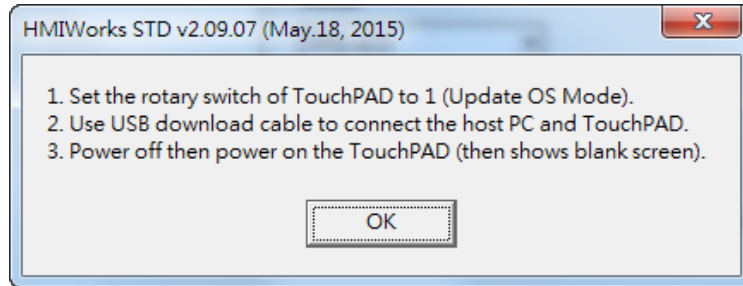 HMIWorks STD v2.09.07 (May.18, 2015)
1. Set the rotary switch of TouchPAD to 1 (Update OS Mode).
2. Use USB download cable to connect the host PC and TouchPAD.
3. Power off then power on the TouchPAD (then shows blank screen).
OK